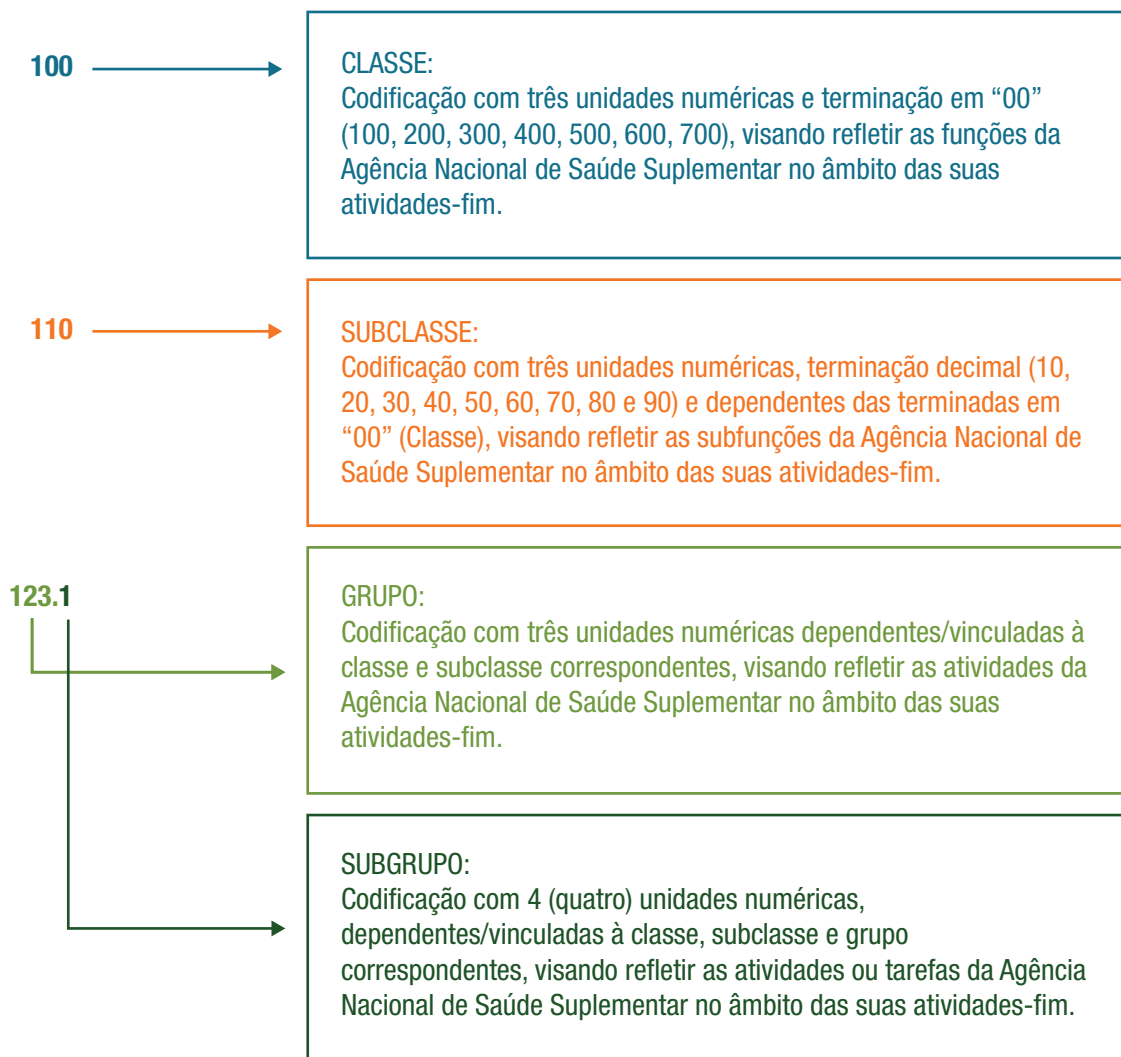 100
CLASSE:
Codificação com três unidades numéricas e terminação em “00”
(100, 200, 300, 400, 500, 600, 700), visando refletir as funções da
Agência Nacional de Saúde Suplementar no âmbito das suas
atividades-fim.
110
SUBCLASSE:
Codificação com três unidades numéricas, terminação decimal (10,
20, 30, 40, 50, 60, 70, 80 e 90) e dependentes das terminadas em
“00” (Classe), visando refletir as subfunções da Agência Nacional de
Saúde Suplementar no âmbito das suas atividades-fim.
123.1
GRUPO:
Codificação com três unidades numéricas dependentes/vinculadas à
classe e subclasse correspondentes, visando refletir as atividades da
Agência Nacional de Saúde Suplementar no âmbito das suas
atividades-fim.
SUBGRUPO:
Codificação com 4 (quatro) unidades numéricas,
dependentes/vinculadas à classe, subclasse e grupo
correspondentes, visando refletir as atividades ou tarefas da Agência
Nacional de Saúde Suplementar no âmbito das suas atividades-fim.